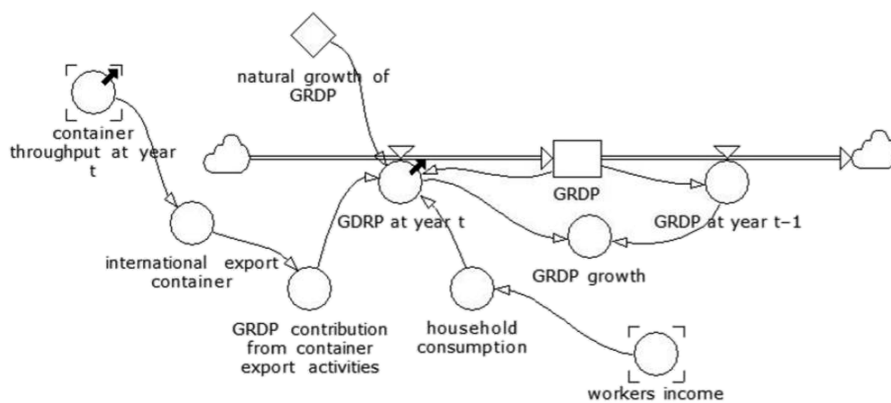 natural growth of
GRDP
container
throughput at year
t
GDRP at year t
GRDP
GRDP at year t-1
international export
container
GRDP growth
GRDP contribution
from container
export activities
household
consumption
workers income